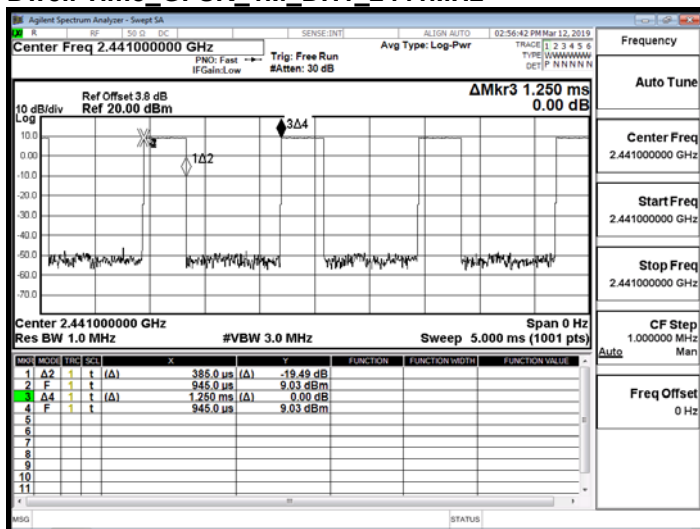 Agilent Spectrum Analyzer - Swept SA
R RF 50 Ω DC SENSE:INT ALIGN AUTO 02:56:42 PM Mar 12, 2019
Center Freq 2.441000000 GHz
PNO: Fast
IFGain:Low
Trig: Free Run
#Atten: 30 dB
Avg Type: Log-Pwr
TRACE 1 2 3 4 5 6
TYPE WWWWWW
DET P NNNNN
Frequency
Auto Tune
Ref Offset 3.8 dB
10 dB/div Ref 20.00 dBm
Log
ΔMkr3 1.250 ms
0.00 dB
3Δ4
1Δ2
10.0
0.00
-10.0
-20.0
-30.0
-40.0
-50.0
-60.0
-70.0
Center Freq
2.441000000 GHz
Start Freq
2.441000000 GHz
Stop Freq
2.441000000 GHz
CF Step
1.000000 MHz
Auto Man
Freq Offset
0 Hz
Center 2.441000000 GHz Span 0 Hz
Res BW 1.0 MHz #VBW 3.0 MHz Sweep 5.000 ms (1001 pts)
MKR MODE TRC SCL X Y FUNCTION FUNCTION WIDTH FUNCTION VALUE
1 Δ2 1 t (Δ) 385.0 µs (Δ) -19.49 dB
2 F 1 t 945.0 µs 9.03 dBm
3 Δ4 1 t (Δ) 1.250 ms (Δ) 0.00 dB
4 F 1 t 945.0 µs 9.03 dBm
5
6
7
8
9
10
11
MSG STATUS